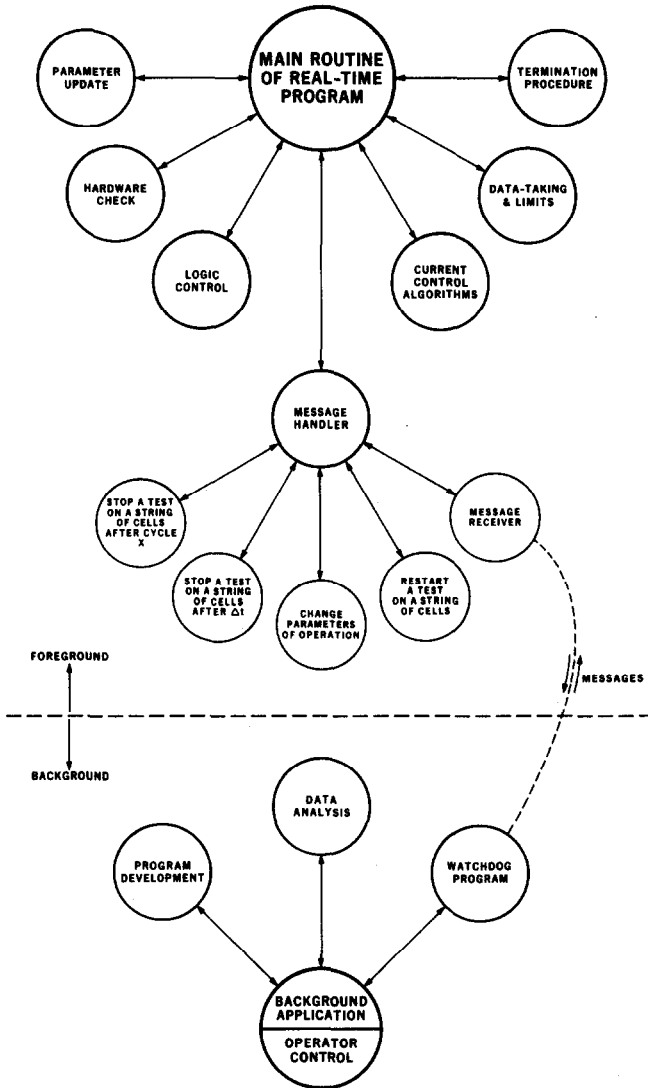 MAIN ROUTINE
OF REAL-TIME
PROGRAM
PARAMETER
UPDATE
TERMINATION
PROCEDURE
HARDWARE
CHECK
DATA-TAKING
& LIMITS
LOGIC
CONTROL
CURRENT
CONTROL
ALGORITHMS
MESSAGE
HANDLER
STOP A TEST
ON A STRING
OF CELLS
AFTER CYCLE
X
MESSAGE
RECEIVER
STOP A TEST
ON A STRING
OF CELLS
AFTER Δt
CHANGE
PARAMETERS
OF OPERATION
RESTART
A TEST
ON A STRING
OF CELLS
FOREGROUND
MESSAGES
BACKGROUND
DATA
ANALYSIS
PROGRAM
DEVELOPMENT
WATCHDOG
PROGRAM
BACKGROUND
APPLICATION
OPERATOR
CONTROL